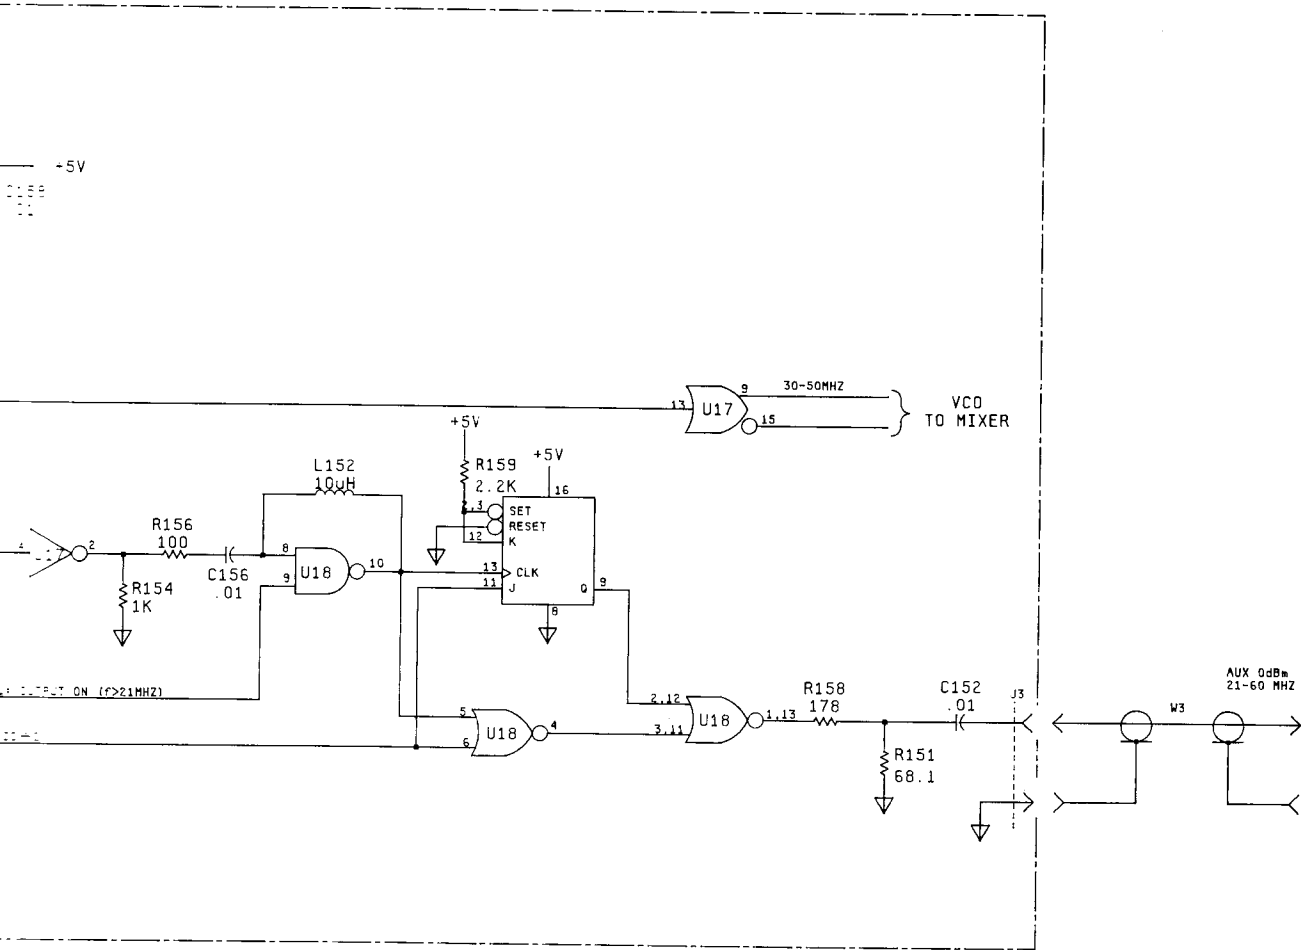 +5V
C158
30-50MHZ
9
13
U17
15
VCO
TO MIXER
+5V
R159
2.2K
+5V
16
L152
10uH
SET
RESET
12
K
R156
100
2
8
C156
.01
U18
10
9
13
CLK
11
J
Q
9
8
R154
1K
OUTPUT ON (f>21MHZ)
2,12
3,11
U18
1,13
R158
178
C152
.01
J3
W3
AUX 0dBm
21-60 MHZ
5
6
U18
4
R151
68.1